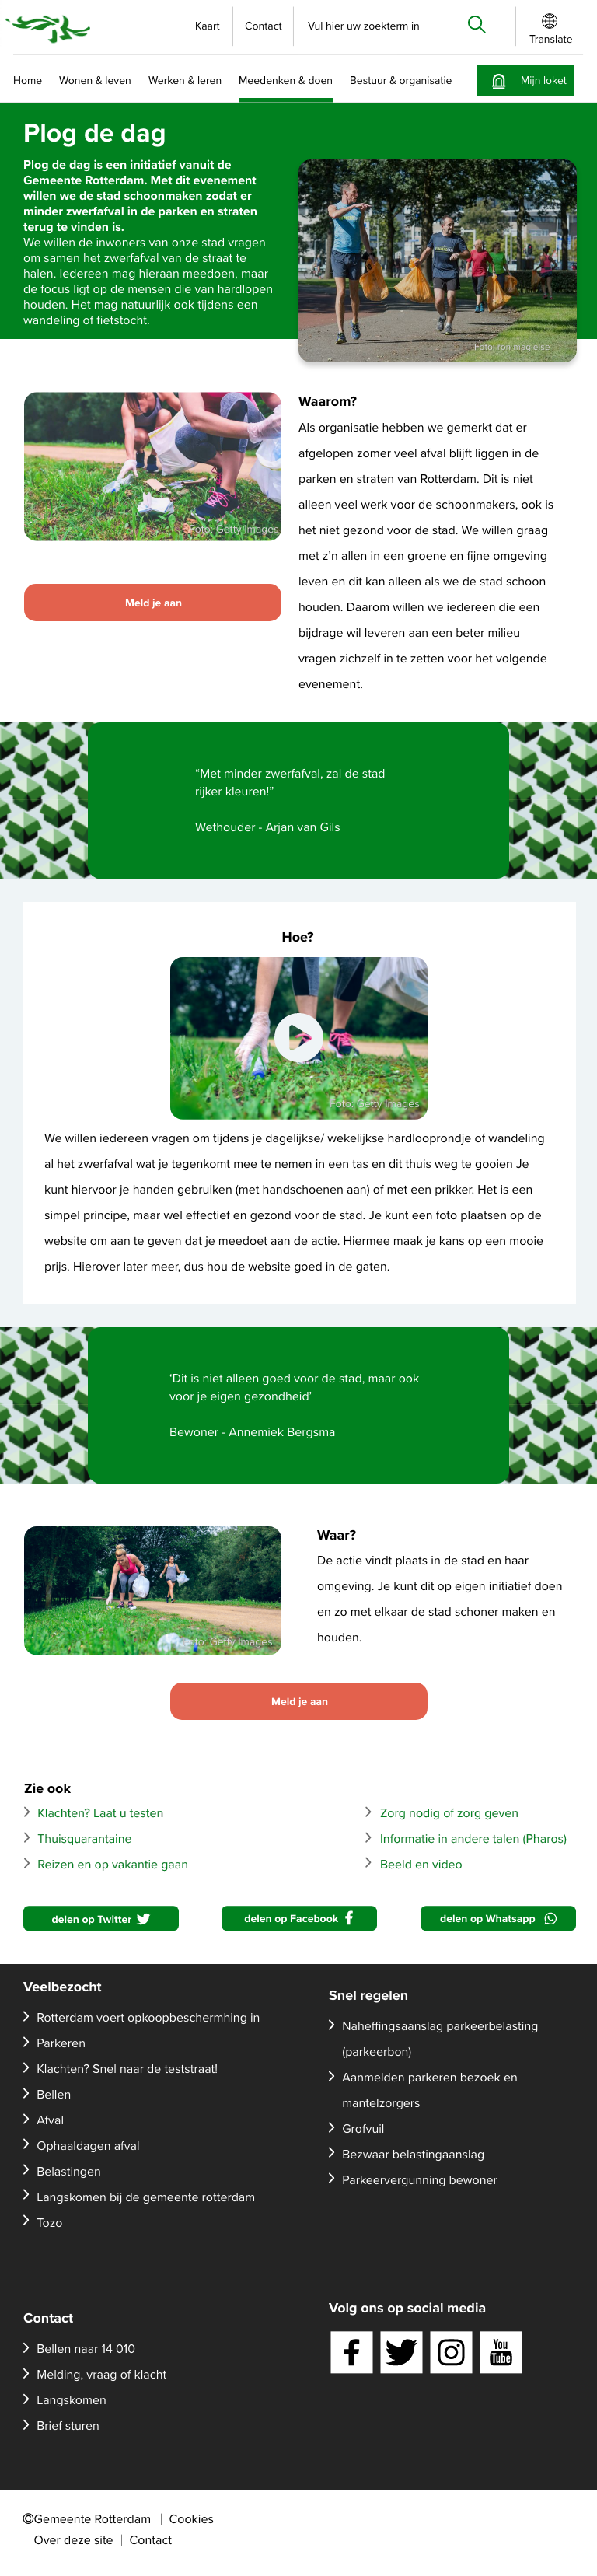 Kaart
Contact
Vul hier uw zoekterm in
Translate
Home
Wonen & leven
Werken & leren
Meedenken & doen
Bestuur & organisatie
Mijn loket
Plog de dag
Plog de dag is een initiatief vanuit de
Gemeente Rotterdam. Met dit evenement
willen we de stad schoonmaken zodat er
minder zwerfafval in de parken en straten
terug te vinden is.
We willen de inwoners van onze stad vragen
om samen het zwerfafval van de straat te
halen. Iedereen mag hieraan meedoen, maar
de focus ligt op de mensen die van hardlopen
houden. Het mag natuurlijk ook tijdens een
wandeling of fietstocht.
Foto: fon maglelse
Foto: Getty Images
Meld je aan
Waarom?
Als organisatie hebben we gemerkt dat er
afgelopen zomer veel afval blijft liggen in de
parken en straten van Rotterdam. Dit is niet
alleen veel werk voor de schoonmakers, ook is
het niet gezond voor de stad. We willen graag
met z'n allen in een groene en fijne omgeving
leven en dit kan alleen als we de stad schoon
houden. Daarom willen we iedereen die een
bijdrage wil leveren aan een beter milieu
vragen zichzelf in te zetten voor het volgende
evenement.
“Met minder zwerfafval, zal de stad
rijker kleuren!”
Wethouder - Arjan van Gils
Hoe?
Foto: Getty Images
We willen iedereen vragen om tijdens je dagelijkse/ wekelijkse hardlooprondje of wandeling
al het zwerfafval wat je tegenkomt mee te nemen in een tas en dit thuis weg te gooien Je
kunt hiervoor je handen gebruiken (met handschoenen aan) of met een prikker. Het is een
simpel principe, maar wel effectief en gezond voor de stad. Je kunt een foto plaatsen op de
website om aan te geven dat je meedoet aan de actie. Hiermee maak je kans op een mooie
prijs. Hierover later meer, dus hou de website goed in de gaten.
‘Dit is niet alleen goed voor de stad, maar ook
voor je eigen gezondheid’
Bewoner - Annemiek Bergsma
Foto: Getty Images
Waar?
De actie vindt plaats in de stad en haar
omgeving. Je kunt dit op eigen initiatief doen
en zo met elkaar de stad schoner maken en
houden.
Meld je aan
Zie ook
Klachten? Laat u testen
Thuisquarantaine
Reizen en op vakantie gaan
Zorg nodig of zorg geven
Informatie in andere talen (Pharos)
Beeld en video
delen op Twitter
delen op Facebook
delen op Whatsapp
Veelbezocht
Rotterdam voert opkoopbeschermhing in
Parkeren
Klachten? Snel naar de teststraat!
Bellen
Afval
Ophaaldagen afval
Belastingen
Langskomen bij de gemeente rotterdam
Tozo
Snel regelen
Naheffingsaanslag parkeerbelasting
(parkeerbon)
Aanmelden parkeren bezoek en
mantelzorgers
Grofvuil
Bezwaar belastingaanslag
Parkeervergunning bewoner
Contact
Bellen naar 14 010
Melding, vraag of klacht
Langskomen
Brief sturen
Volg ons op social media
You
Tube
©Gemeente Rotterdam | Cookies
| Over deze site | Contact